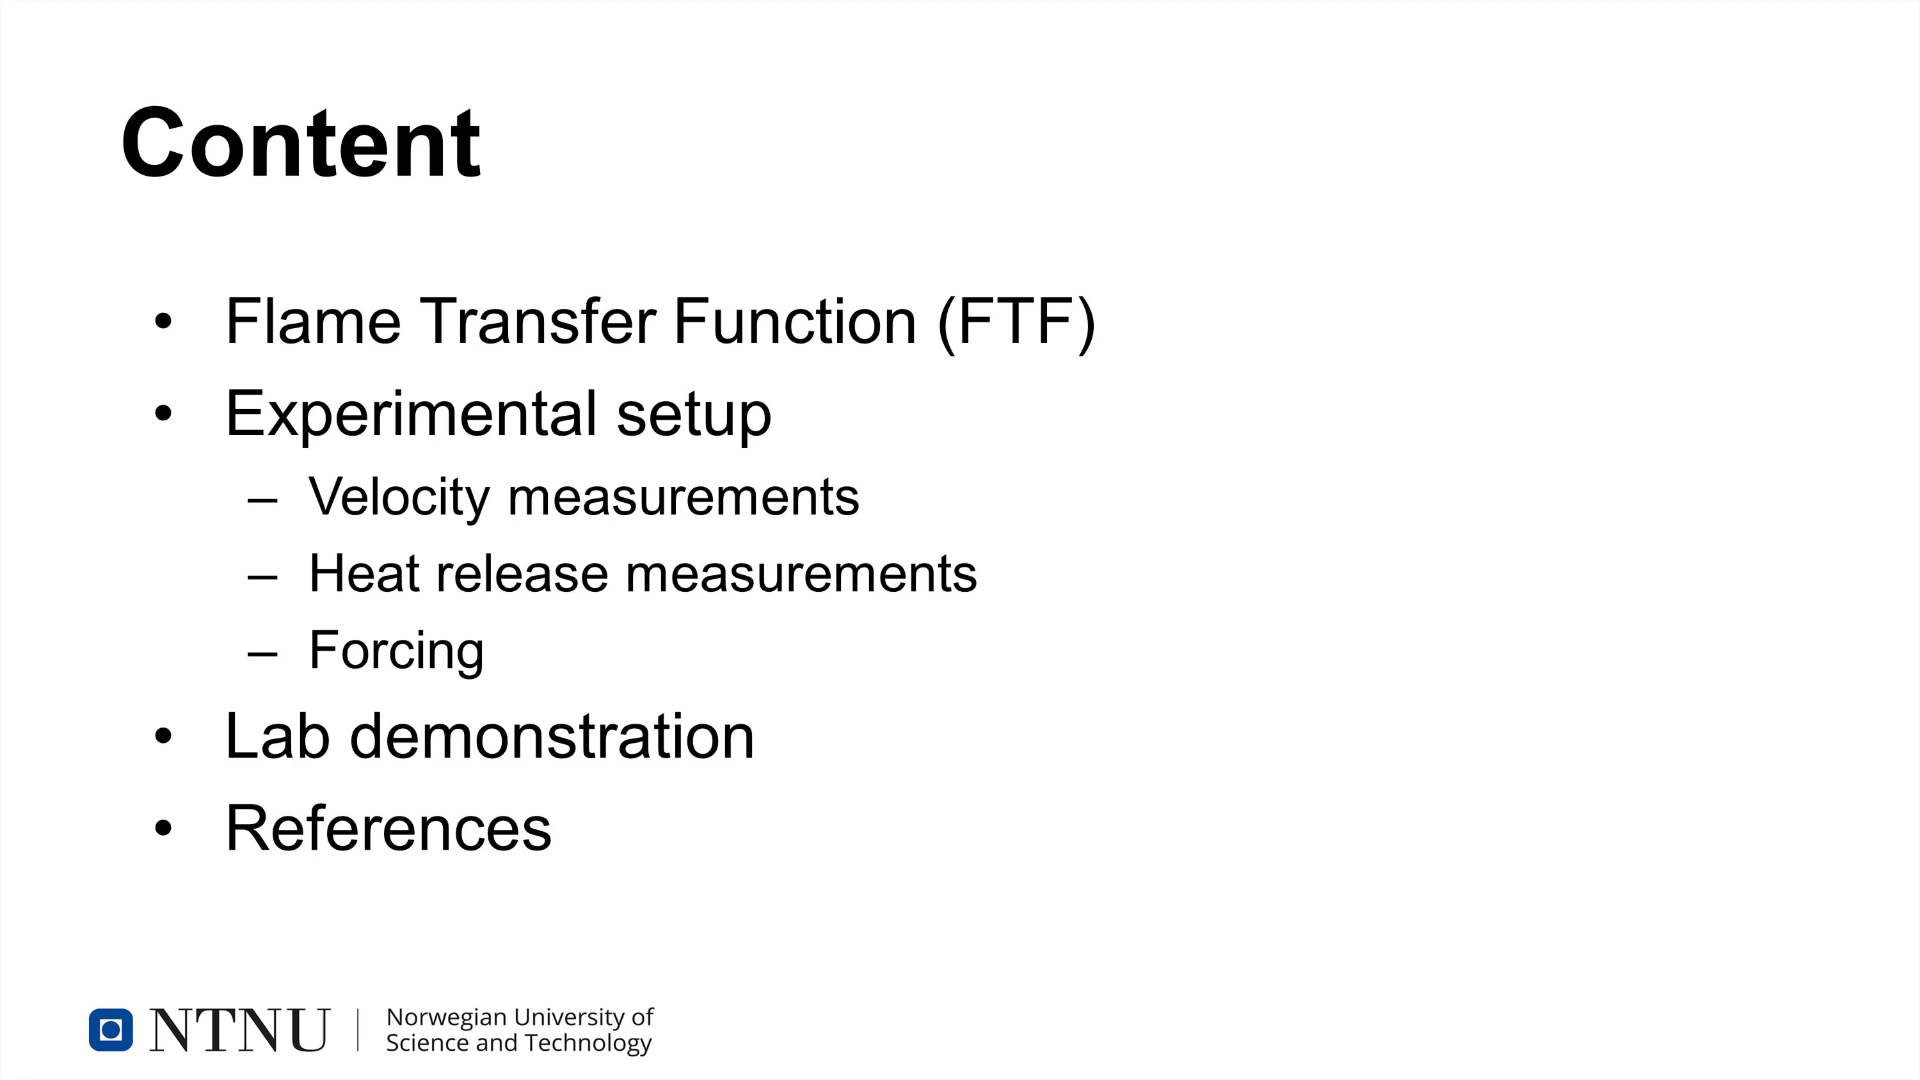 Content
• Flame Transfer Function (FTF)
• Experimental setup
– Velocity measurements
– Heat release measurements
– Forcing
• Lab demonstration
• References
NTNU
Norwegian University of
Science and Technology